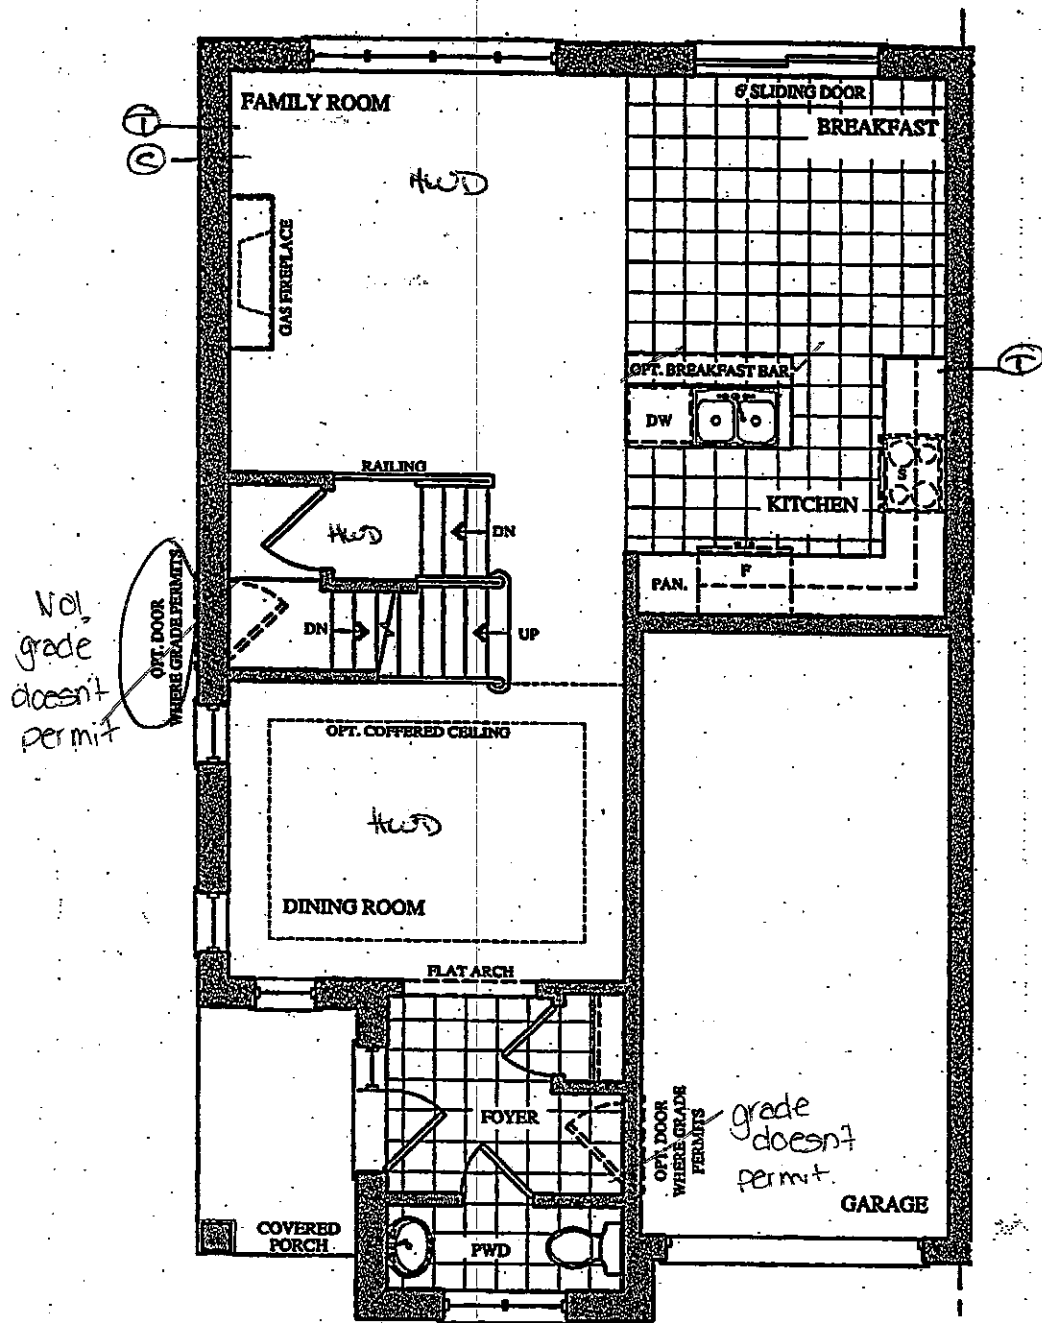 6' SLIDING DOOR
FAMILY ROOM
BREAKFAST
T
C
HWD
GAS FIREPLACE
T
OPT. BREAKFAST BAR
DW
S
RAILING
KITCHEN
HWD
DN
PAN.
F
OPT. DOOR
WHERE GRADE PERMITS
DN
UP
No!
grade
doesn't
permit
OPT. COFFERED CEILING
HWD
DINING ROOM
FLAT ARCH
FOYER
OPT. DOOR
WHERE GRADE
PERMITS
grade
doesn't
permit.
GARAGE
COVERED
PORCH
PWD